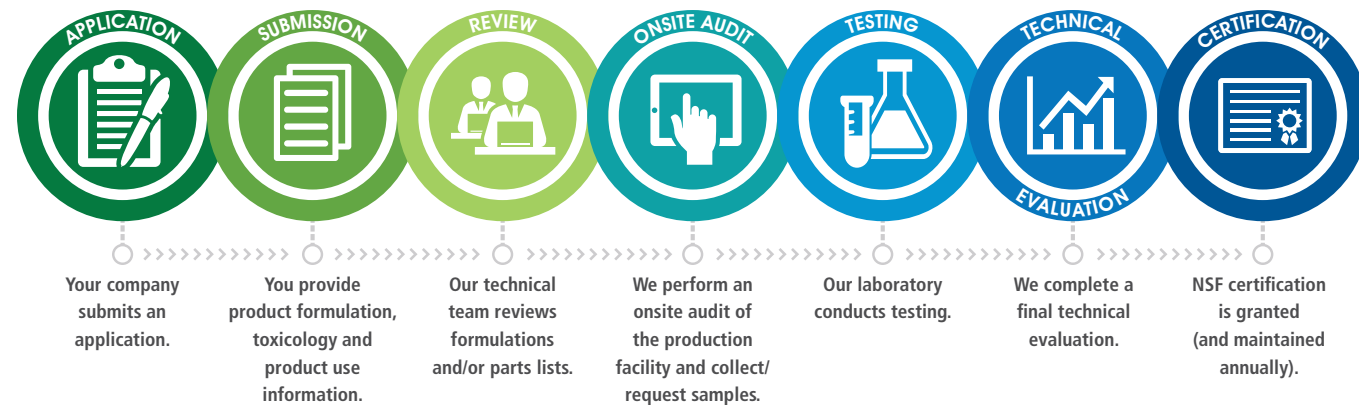 APPLICATION
SUBMISSION
REVIEW
ONSITE AUDIT
TESTING
TECHNICAL
EVALUATION
CERTIFICATION
Your company
submits an
application.
You provide
product formulation,
toxicology and
product use
information.
Our technical
team reviews
formulations
and/or parts lists.
We perform an
onsite audit of
the production
facility and collect/
request samples.
Our laboratory
conducts testing.
We complete a
final technical
evaluation.
NSF certification
is granted
(and maintained
annually).